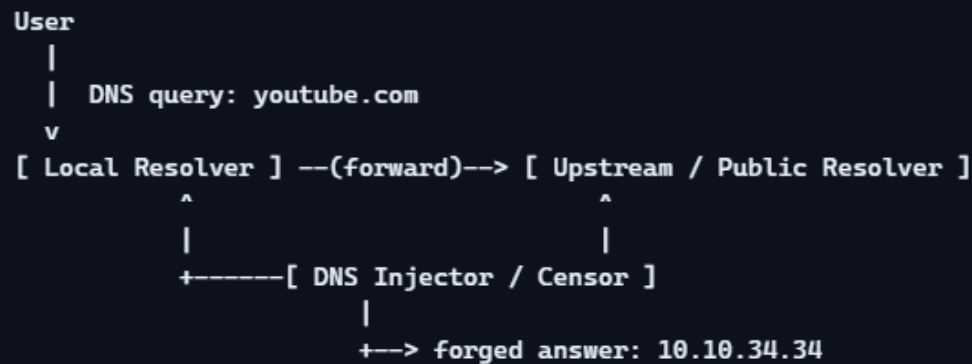 User
|
| DNS query: youtube.com
v
[ Local Resolver ] --(forward)--> [ Upstream / Public Resolver ]
^ ^
| |
+------[ DNS Injector / Censor ]
|
+--> forged answer: 10.10.34.34